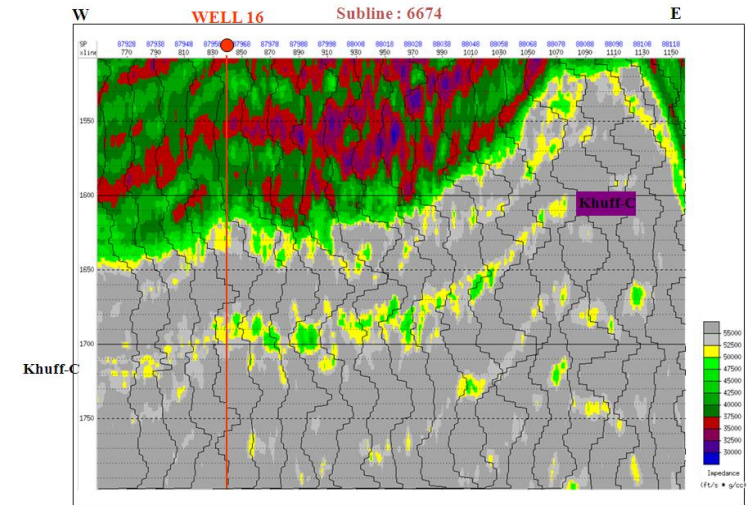 W
WELL 16
Subline : 6674
E
SP 87928 87938 87948 87958 87968 87978 87988 87998 88008 88018 88028 88038 88048 88058 88068 88078 88088 88098 88108 88118
xline 770 790 810 830 850 870 890 910 930 950 970 990 1010 1030 1050 1070 1090 1110 1130 1150
1550
1600
Khuff-C
1650
1700
Khuff-C
1750
55000
52500
50000
47500
45000
42500
40000
37500
35000
32500
30000
Impedance
(ft/s * g/cc)